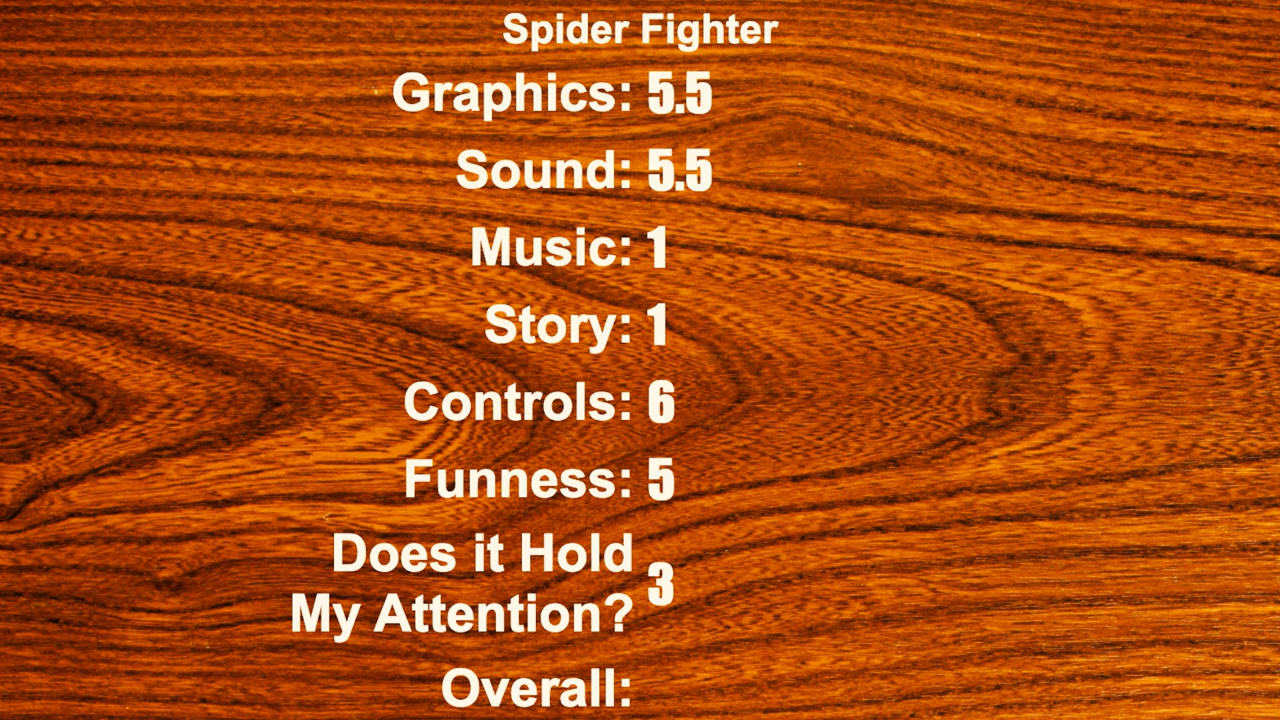 Spider Fighter
Graphics: 5.5
Sound: 5.5
Music: 1
Story: 1
Controls: 6
Funness: 5
Does it Hold
My Attention? 3
Overall: